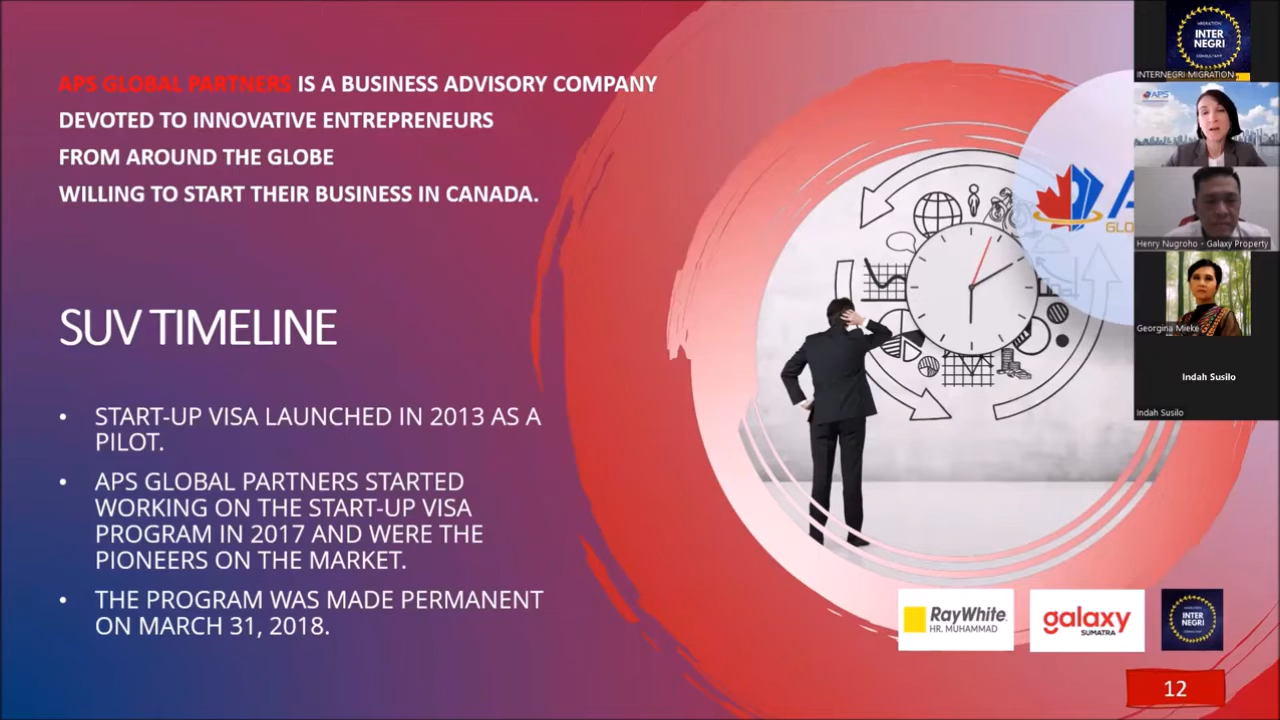 APS GLOBAL PARTNERS IS A BUSINESS ADVISORY COMPANY
DEVOTED TO INNOVATIVE ENTREPRENEURS
FROM AROUND THE GLOBE
WILLING TO START THEIR BUSINESS IN CANADA.
SUV TIMELINE
• START-UP VISA LAUNCHED IN 2013 AS A
PILOT.
• APS GLOBAL PARTNERS STARTED
WORKING ON THE START-UP VISA
PROGRAM IN 2017 AND WERE THE
PIONEERS ON THE MARKET.
• THE PROGRAM WAS MADE PERMANENT
ON MARCH 31, 2018.
INTER
NEGRI
INTERNEGRI MIGRATION
APS
Henry Nugroho - Galaxy Property
Georgina Mieke
Indah Susilo
Indah Susilo
RayWhite
HR. MUHAMMAD
galaxy
SUMATRA
INTER
NEGRI
12